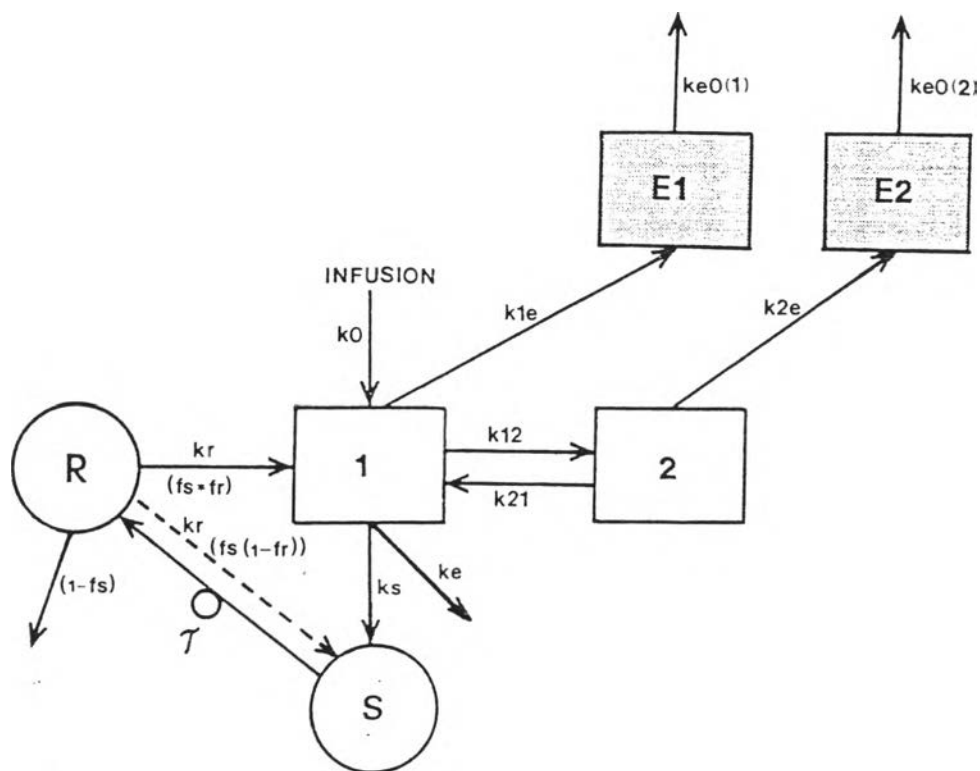 ke0(1)
ke0(2)
E1
E2
INFUSION
k0
k1e
k2e
R
kr
(fs*fr)
1
k12
k21
2
kr
(fs(1-fr))
(1-fs)
τ
ks
ke
S